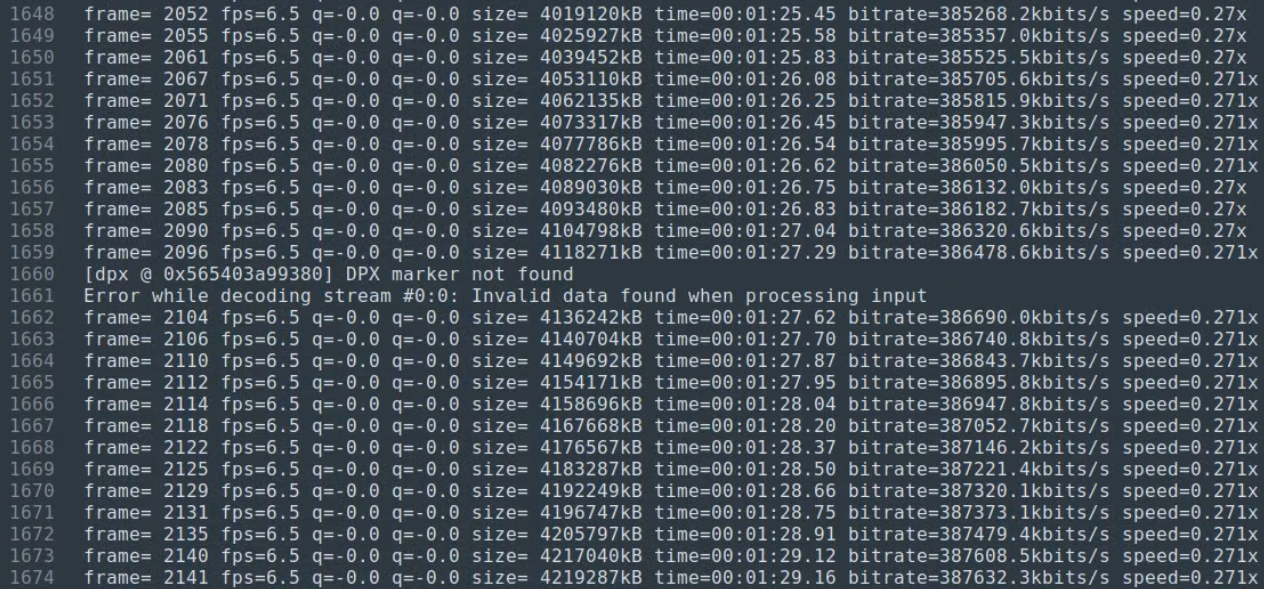 1648 frame= 2052 fps=6.5 q=-0.0 q=-0.0 size= 4019120kB time=00:01:25.45 bitrate=385268.2kbits/s speed=0.27x
1649 frame= 2055 fps=6.5 q=-0.0 q=-0.0 size= 4025927kB time=00:01:25.58 bitrate=385357.0kbits/s speed=0.27x
1650 frame= 2061 fps=6.5 q=-0.0 q=-0.0 size= 4039452kB time=00:01:25.83 bitrate=385525.5kbits/s speed=0.27x
1651 frame= 2067 fps=6.5 q=-0.0 q=-0.0 size= 4053110kB time=00:01:26.08 bitrate=385705.6kbits/s speed=0.271x
1652 frame= 2071 fps=6.5 q=-0.0 q=-0.0 size= 4062135kB time=00:01:26.25 bitrate=385815.9kbits/s speed=0.271x
1653 frame= 2076 fps=6.5 q=-0.0 q=-0.0 size= 4073317kB time=00:01:26.45 bitrate=385947.3kbits/s speed=0.271x
1654 frame= 2078 fps=6.5 q=-0.0 q=-0.0 size= 4077786kB time=00:01:26.54 bitrate=385995.7kbits/s speed=0.271x
1655 frame= 2080 fps=6.5 q=-0.0 q=-0.0 size= 4082276kB time=00:01:26.62 bitrate=386050.5kbits/s speed=0.271x
1656 frame= 2083 fps=6.5 q=-0.0 q=-0.0 size= 4089030kB time=00:01:26.75 bitrate=386132.0kbits/s speed=0.27x
1657 frame= 2085 fps=6.5 q=-0.0 q=-0.0 size= 4093480kB time=00:01:26.83 bitrate=386182.7kbits/s speed=0.27x
1658 frame= 2090 fps=6.5 q=-0.0 q=-0.0 size= 4104798kB time=00:01:27.04 bitrate=386320.6kbits/s speed=0.27x
1659 frame= 2096 fps=6.5 q=-0.0 q=-0.0 size= 4118271kB time=00:01:27.29 bitrate=386478.6kbits/s speed=0.271x
1660 [dpx @ 0x565403a99380] DPX marker not found
1661 Error while decoding stream #0:0: Invalid data found when processing input
1662 frame= 2104 fps=6.5 q=-0.0 q=-0.0 size= 4136242kB time=00:01:27.62 bitrate=386690.0kbits/s speed=0.271x
1663 frame= 2106 fps=6.5 q=-0.0 q=-0.0 size= 4140704kB time=00:01:27.70 bitrate=386740.8kbits/s speed=0.271x
1664 frame= 2110 fps=6.5 q=-0.0 q=-0.0 size= 4149692kB time=00:01:27.87 bitrate=386843.7kbits/s speed=0.271x
1665 frame= 2112 fps=6.5 q=-0.0 q=-0.0 size= 4154171kB time=00:01:27.95 bitrate=386895.8kbits/s speed=0.271x
1666 frame= 2114 fps=6.5 q=-0.0 q=-0.0 size= 4158696kB time=00:01:28.04 bitrate=386947.8kbits/s speed=0.271x
1667 frame= 2118 fps=6.5 q=-0.0 q=-0.0 size= 4167668kB time=00:01:28.20 bitrate=387052.7kbits/s speed=0.271x
1668 frame= 2122 fps=6.5 q=-0.0 q=-0.0 size= 4176567kB time=00:01:28.37 bitrate=387146.2kbits/s speed=0.271x
1669 frame= 2125 fps=6.5 q=-0.0 q=-0.0 size= 4183287kB time=00:01:28.50 bitrate=387221.4kbits/s speed=0.271x
1670 frame= 2129 fps=6.5 q=-0.0 q=-0.0 size= 4192249kB time=00:01:28.66 bitrate=387320.1kbits/s speed=0.271x
1671 frame= 2131 fps=6.5 q=-0.0 q=-0.0 size= 4196747kB time=00:01:28.75 bitrate=387373.1kbits/s speed=0.271x
1672 frame= 2135 fps=6.5 q=-0.0 q=-0.0 size= 4205797kB time=00:01:28.91 bitrate=387479.4kbits/s speed=0.271x
1673 frame= 2140 fps=6.5 q=-0.0 q=-0.0 size= 4217040kB time=00:01:29.12 bitrate=387608.5kbits/s speed=0.271x
1674 frame= 2141 fps=6.5 q=-0.0 q=-0.0 size= 4219287kB time=00:01:29.16 bitrate=387632.3kbits/s speed=0.271x